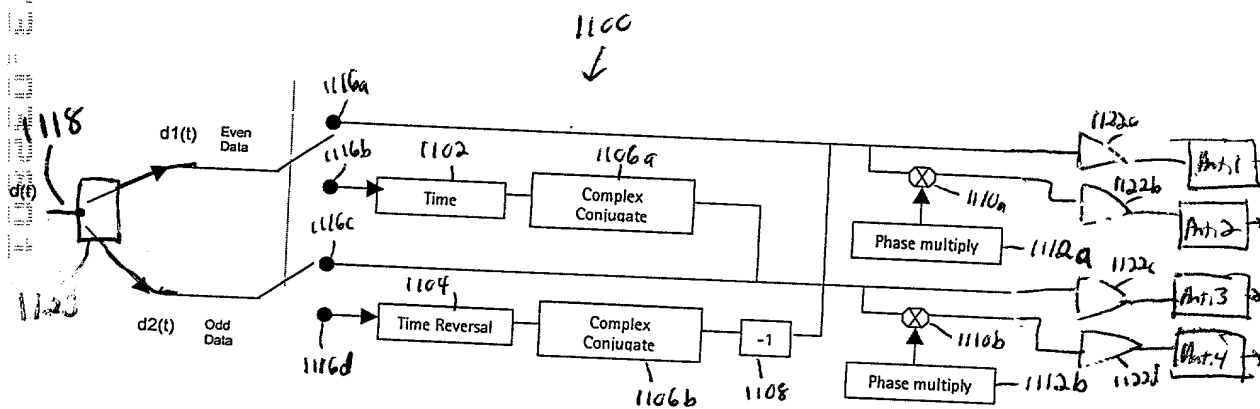 1100
1116a
1118
d1(t)
Even
Data
1122a
Ant.1
1116b
1102
1106a
d(t)
Time
Complex
Conjugate
1110a
1122b
Ant.2
1116c
Phase multiply
1112a
1122c
Ant.3
1123
1104
d2(t)
Odd
Data
Time Reversal
Complex
Conjugate
-1
1110b
1122d
Ant.4
1116d
1106b
1108
Phase multiply
1112b